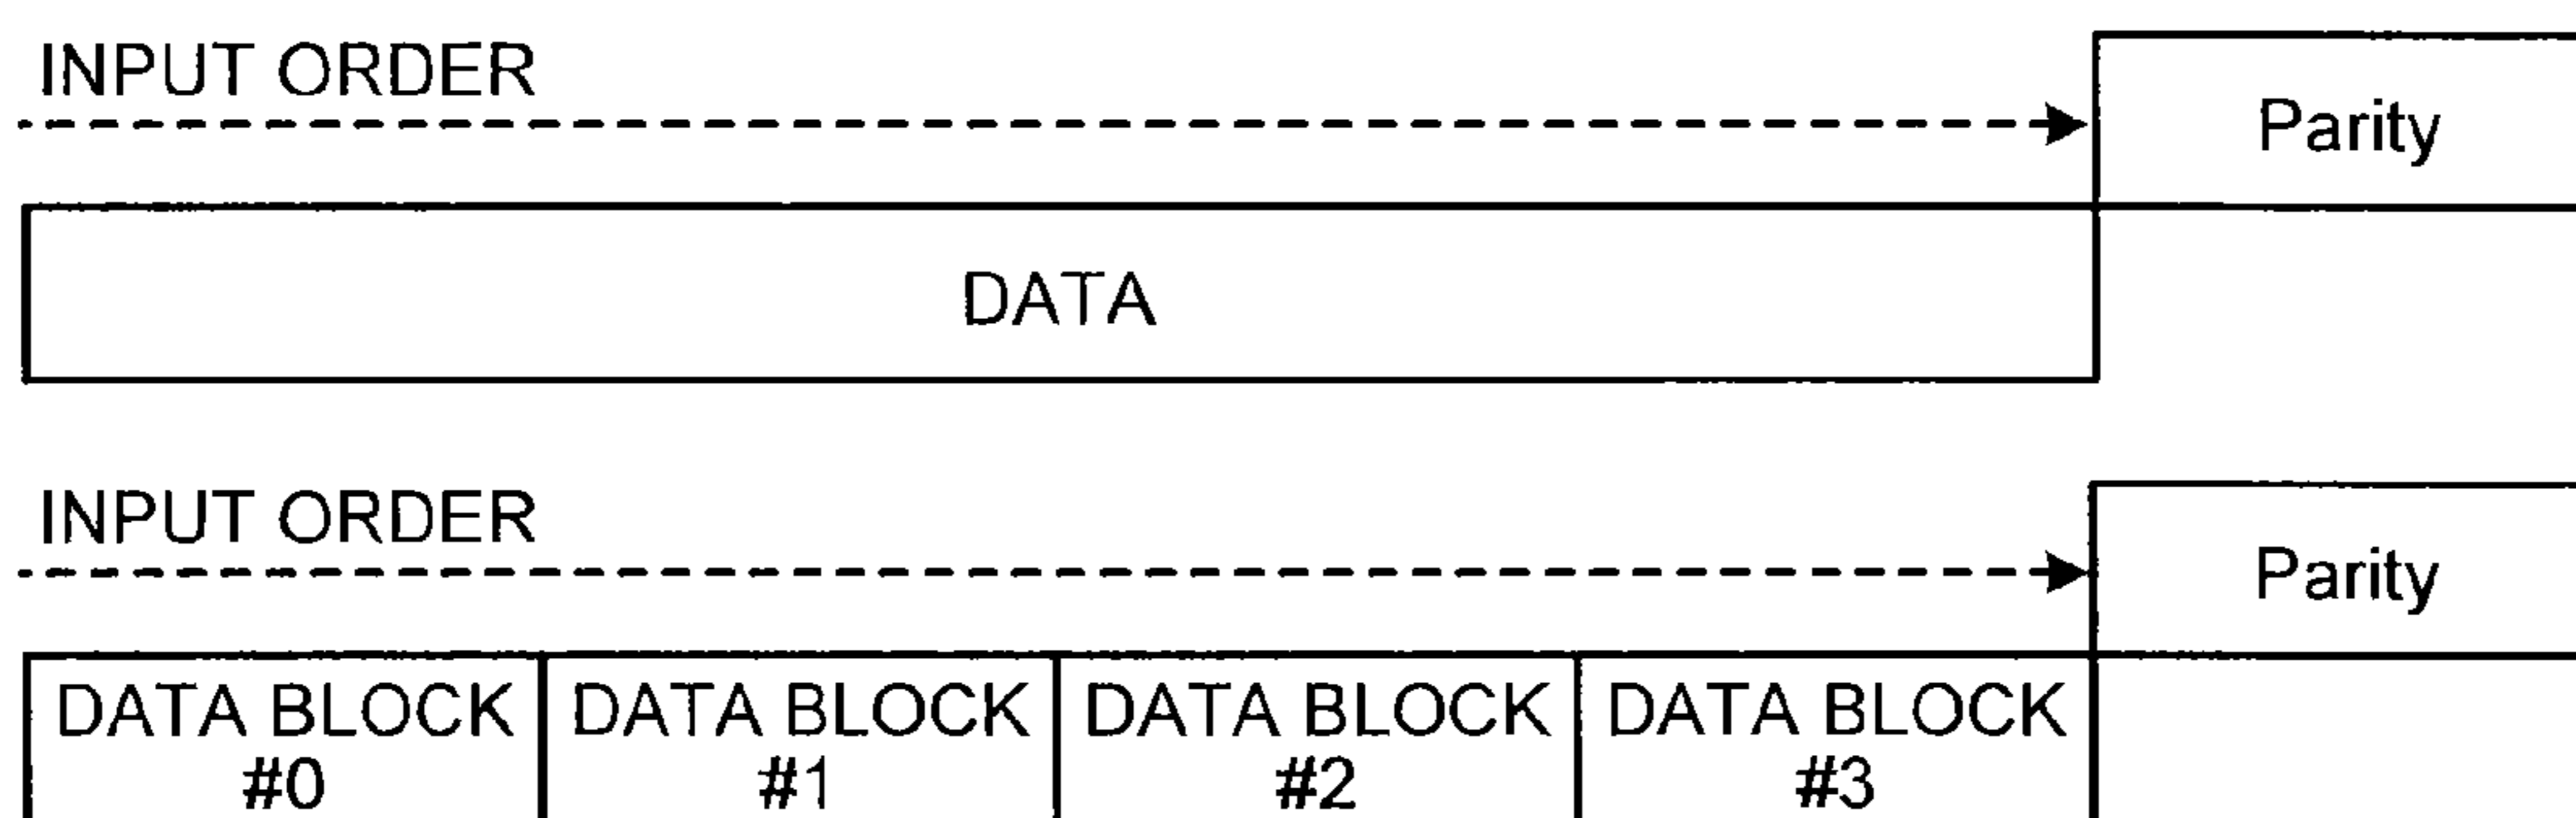 INPUT ORDER
Parity
DATA
INPUT ORDER
Parity
DATA BLOCK
#0
DATA BLOCK
#1
DATA BLOCK
#2
DATA BLOCK
#3